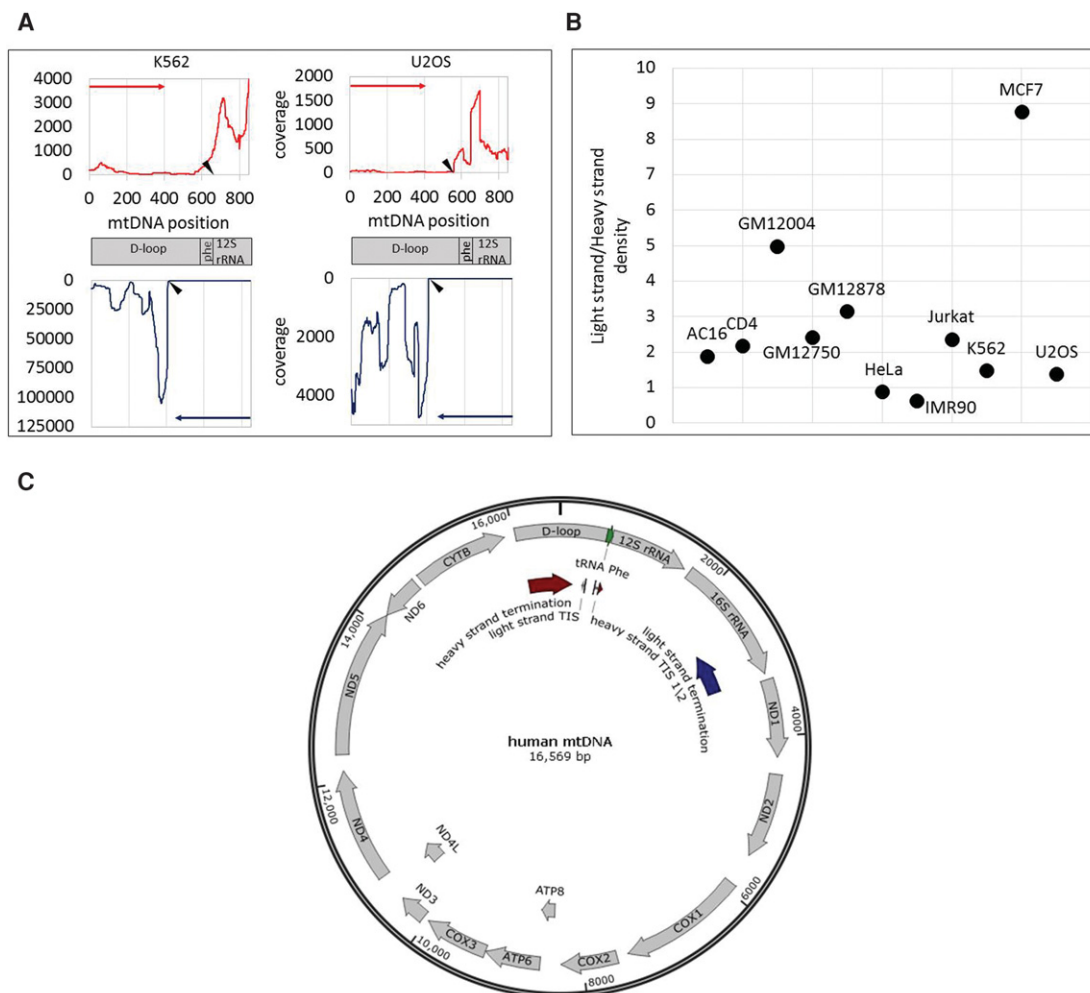 A
K562
U2OS
4000
3000
2000
1000
0
coverage
2000
1500
1000
500
0
0 200 400 600 800
0 200 400 600 800
mtDNA position
mtDNA position
D-loop
phe
12S
rRNA
D-loop
phe
12S
rRNA
0
25000
50000
75000
100000
125000
coverage
0
2000
4000
B
Light strand/Heavy strand
density
10
9
8
7
6
5
4
3
2
1
0
MCF7
GM12004
GM12878
AC16
CD4
GM12750
Jurkat
HeLa
K562
U2OS
IMR90
C
16,000
D-loop
12S rRNA
CYTB
tRNA Phe
2000
ND6
heavy strand termination
light strand TIS
heavy strand TIS 1\2
light strand termination
16S rRNA
14,000
ND5
ND1
4000
human mtDNA
16,569 bp
12,000
ND4
ND2
ND4L
ATP8
ND3
6000
COX1
10,000
COX3
ATP6
COX2
8000